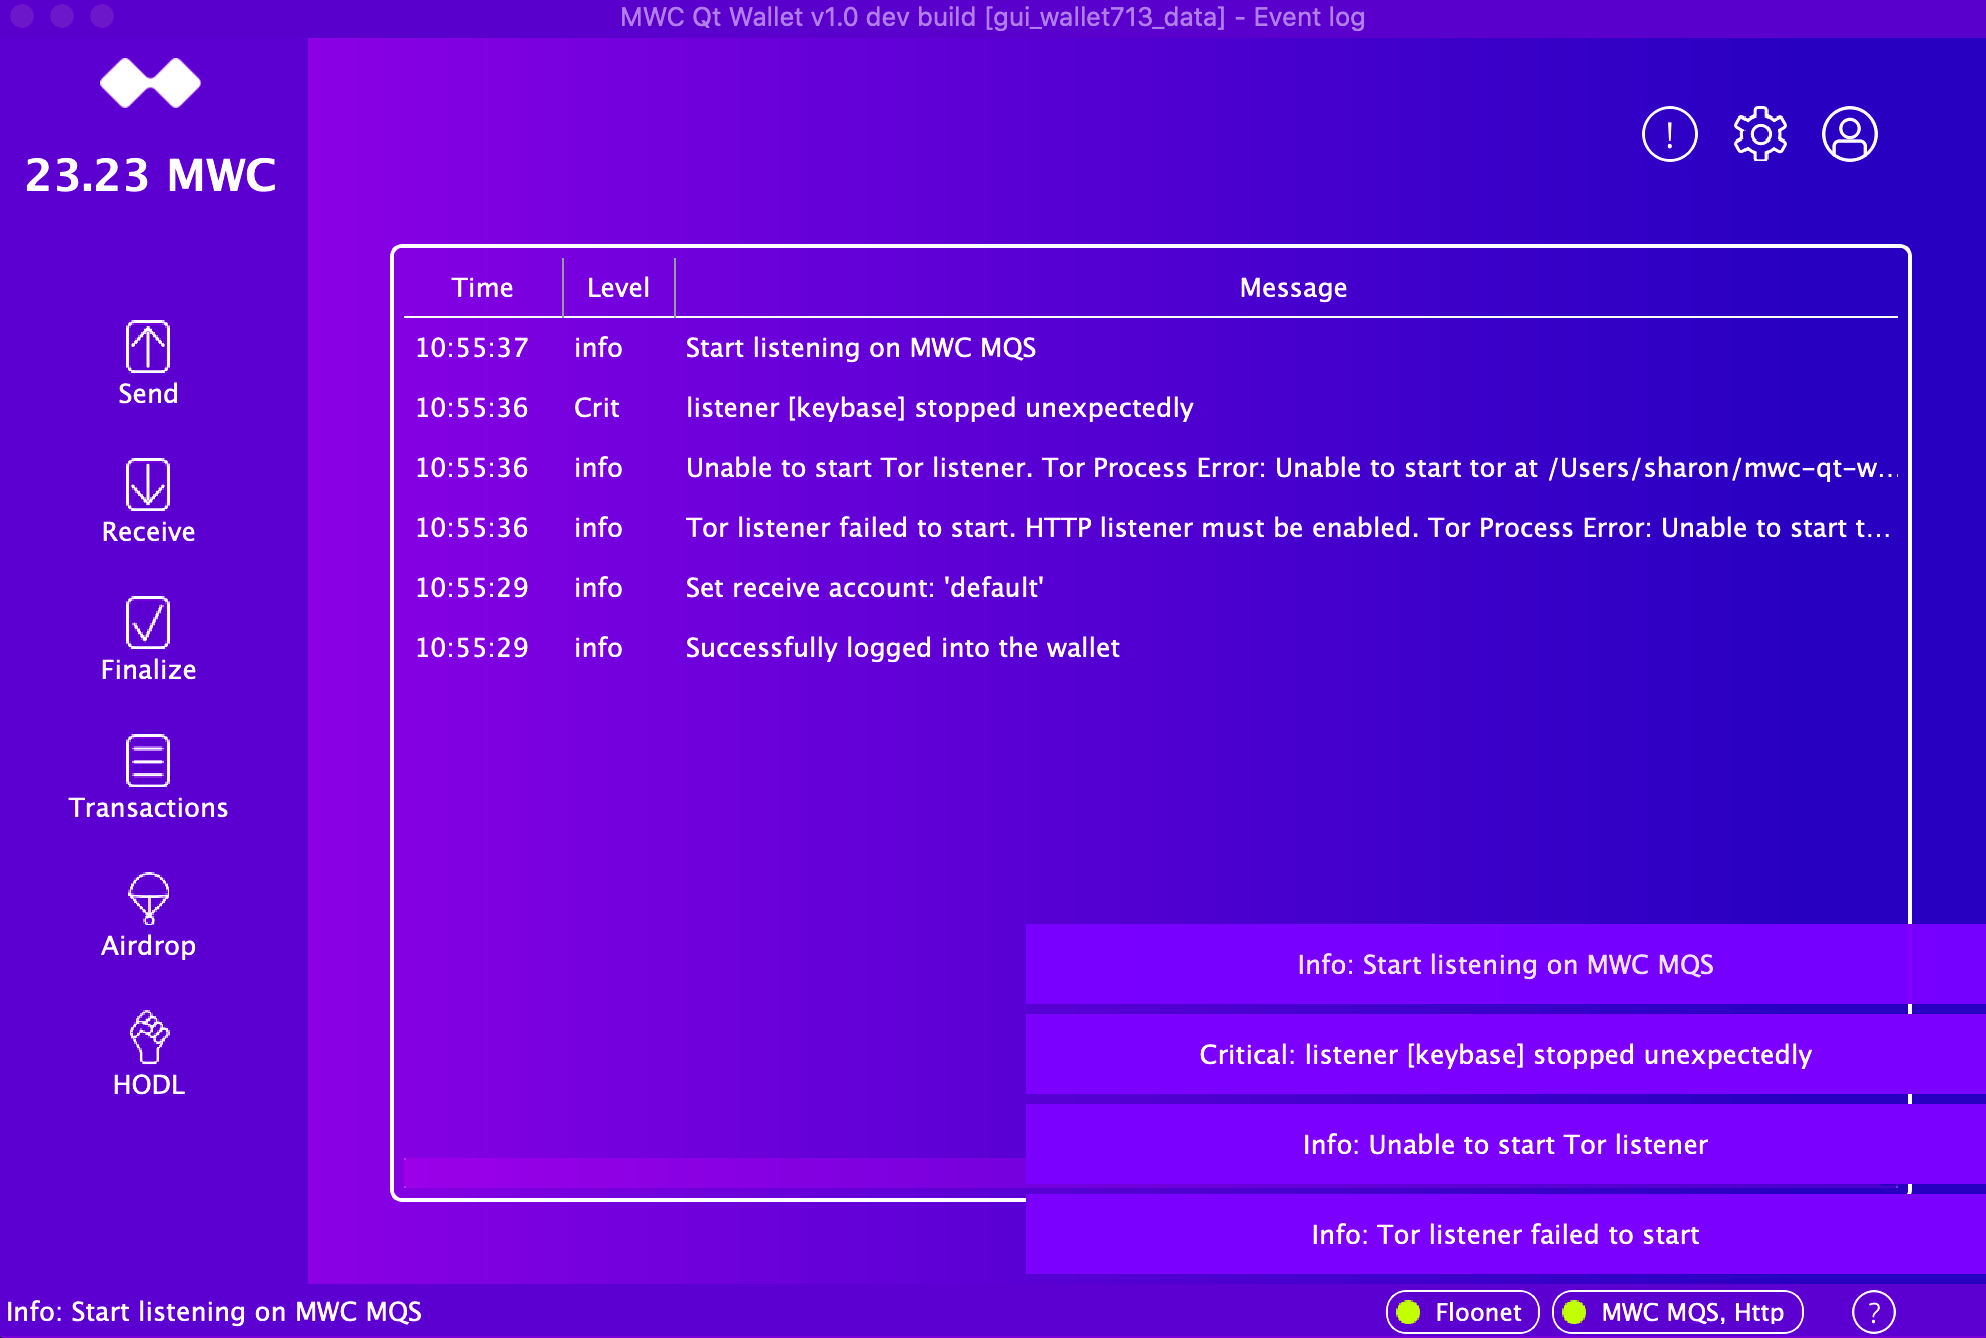 MWC Qt Wallet v1.0 dev build [gui_wallet713_data] - Event log
23.23 MWC
Send
Receive
Finalize
Transactions
Airdrop
HODL
Time Level Message
10:55:37 info Start listening on MWC MQS
10:55:36 Crit listener [keybase] stopped unexpectedly
10:55:36 info Unable to start Tor listener. Tor Process Error: Unable to start tor at /Users/sharon/mwc-qt-w...
10:55:36 info Tor listener failed to start. HTTP listener must be enabled. Tor Process Error: Unable to start t...
10:55:29 info Set receive account: 'default'
10:55:29 info Successfully logged into the wallet
Info: Start listening on MWC MQS
Critical: listener [keybase] stopped unexpectedly
Info: Unable to start Tor listener
Info: Tor listener failed to start
Info: Start listening on MWC MQS
Floonet
MWC MQS, Http
?